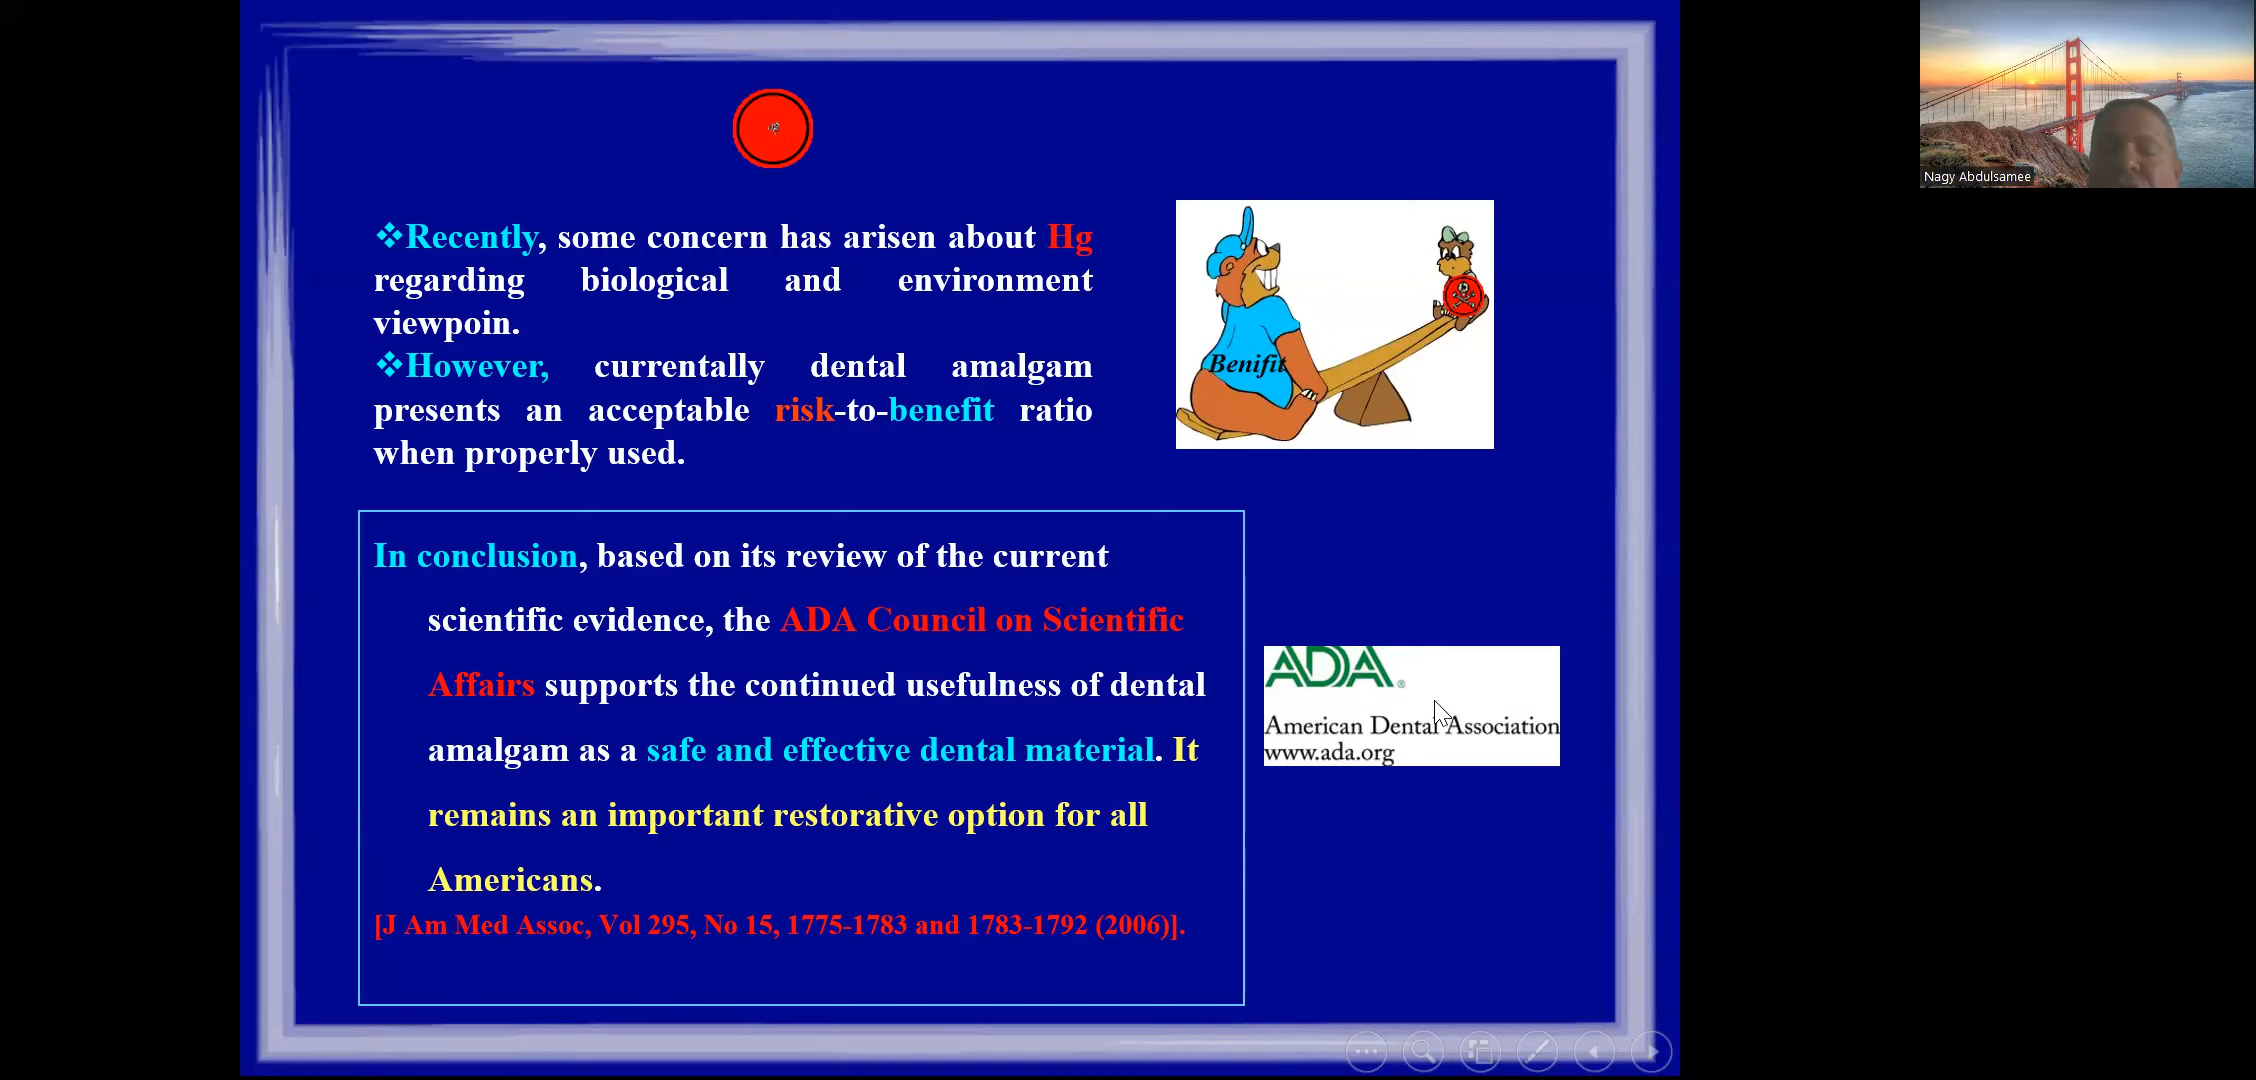 Nagy Abdulsamee
❖Recently, some concern has arisen about Hg
regarding biological and environment
viewpoin.
❖However, currentally dental amalgam
presents an acceptable risk-to-benefit ratio
when properly used.
Benifit
In conclusion, based on its review of the current
scientific evidence, the ADA Council on Scientific
Affairs supports the continued usefulness of dental
amalgam as a safe and effective dental material. It
remains an important restorative option for all
Americans.
[J Am Med Assoc, Vol 295, No 15, 1775-1783 and 1783-1792 (2006)].
ADA®
American Dental Association
www.ada.org